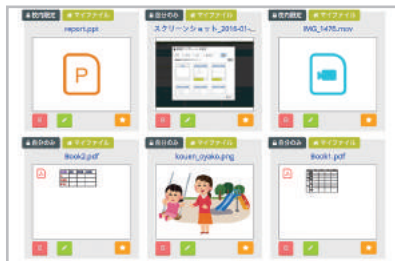 校内限定 マイファイル
report.ppt
P
自分のみ マイファイル
スクリーンショット_2016-01-...
校内限定 マイファイル
IMG_1476.mov
自分のみ マイファイル
Book2.pdf
自分のみ マイファイル
kouen_oyako.png
自分のみ マイファイル
Book1.pdf